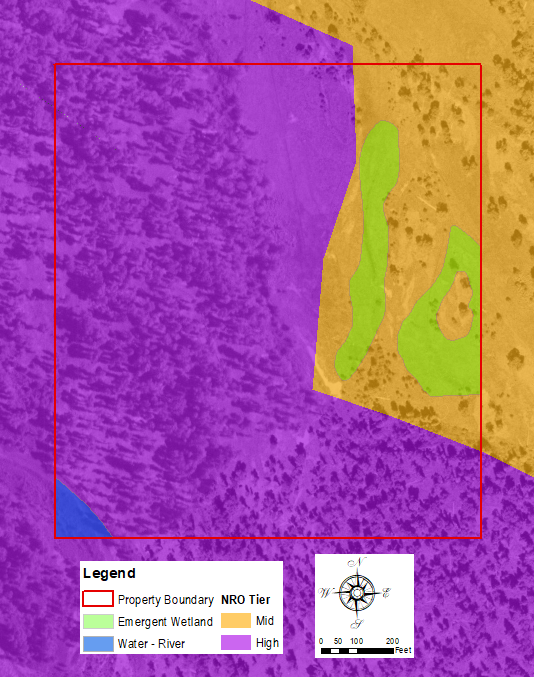 Legend
Property Boundary NRO Tier
Emergent Wetland Mid
Water - River High
N
W E
S
0 50 100 200
Feet